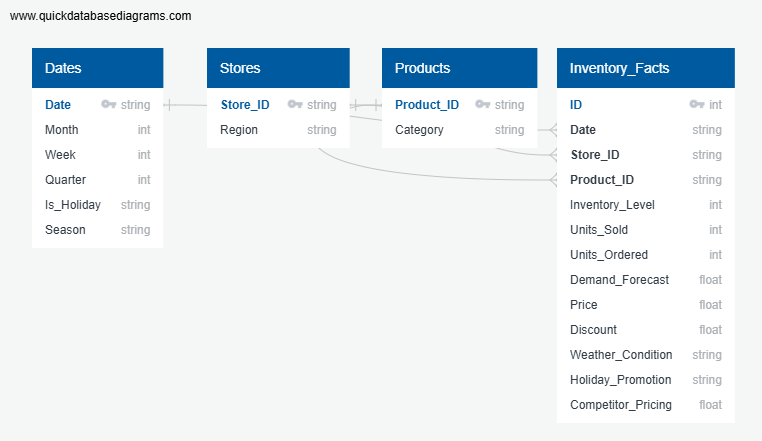 www.quickdatabasediagrams.com
Dates
Date string
Month int
Week int
Quarter int
Is_Holiday string
Season string
Stores
Store_ID string
Region string
Products
Product_ID string
Category string
Inventory_Facts
ID int
Date string
Store_ID string
Product_ID string
Inventory_Level int
Units_Sold int
Units_Ordered int
Demand_Forecast float
Price float
Discount float
Weather_Condition string
Holiday_Promotion string
Competitor_Pricing float